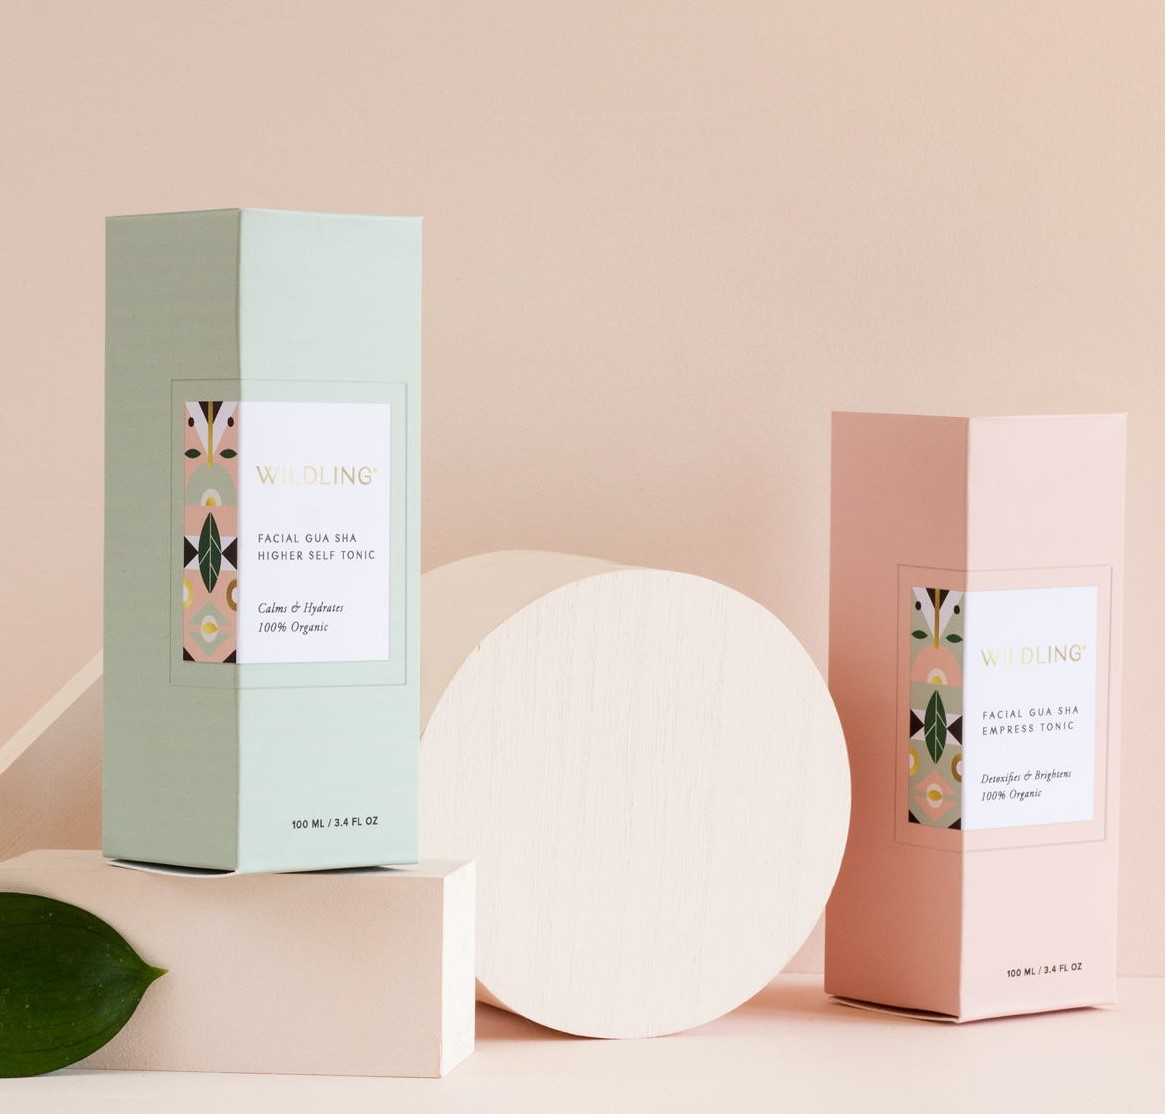 WILDLING®
FACIAL GUA SHA
HIGHER SELF TONIC
Calms & Hydrates
100% Organic
100 ML / 3.4 FL OZ
WILDLING®
FACIAL GUA SHA
EMPRESS TONIC
Detoxifies & Brightens
100% Organic
100 ML / 3.4 FL OZ